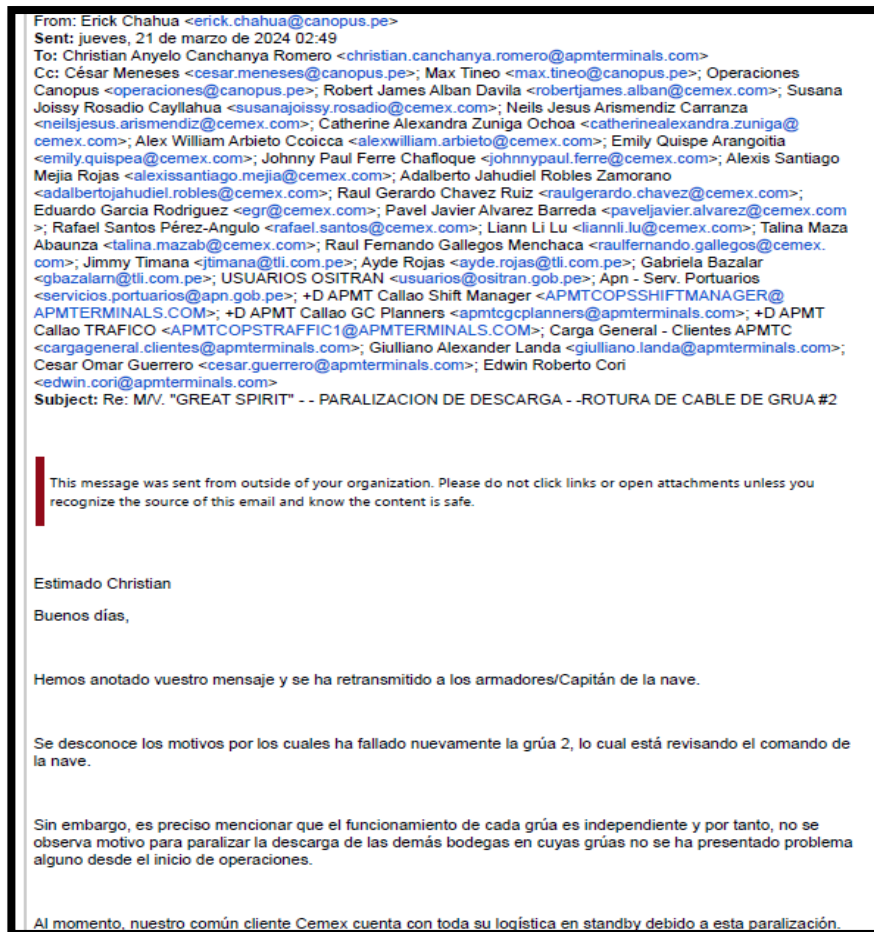 From: Erick Chahua <erick.chahua@canopus.pe>
Sent: jueves, 21 de marzo de 2024 02:49
To: Christian Anyelo Canchanya Romero <christian.canchanya.romero@apmterminals.com>
Cc: César Meneses <cesar.meneses@canopus.pe>; Max Tineo <max.tineo@canopus.pe>; Operaciones
Canopus <operaciones@canopus.pe>; Robert James Alban Davila <robertjames.alban@cemex.com>; Susana
Joissy Rosadio Cayllahua <susanajoissy.rosadio@cemex.com>; Neils Jesus Arismendiz Carranza
<neilsjesus.arismendiz@cemex.com>; Catherine Alexandra Zuniga Ochoa <catherinealexandra.zuniga@
cemex.com>; Alex William Arbieto Ccoicca <alexwilliam.arbieto@cemex.com>; Emily Quispe Arangoitia
<emily.quispea@cemex.com>; Johnny Paul Ferre Chafloque <johnnypaul.ferre@cemex.com>; Alexis Santiago
Mejia Rojas <alexissantiago.mejia@cemex.com>; Adalberto Jahudiel Robles Zamorano
<adalbertojahudiel.robles@cemex.com>; Raul Gerardo Chavez Ruiz <raulgerardo.chavez@cemex.com>;
Eduardo Garcia Rodriguez <egr@cemex.com>; Pavel Javier Alvarez Barreda <paveljavier.alvarez@cemex.com
>; Rafael Santos Pérez-Angulo <rafael.santos@cemex.com>; Liann Li Lu <liannli.lu@cemex.com>; Talina Maza
Abaunza <talina.mazab@cemex.com>; Raul Fernando Gallegos Menchaca <raulfernando.gallegos@cemex.
com>; Jimmy Timana <jtimana@tli.com.pe>; Ayde Rojas <ayde.rojas@tli.com.pe>; Gabriela Bazalar
<gbazalarn@tli.com.pe>; USUARIOS OSITRAN <usuarios@ositran.gob.pe>; Apn - Serv. Portuarios
<servicios.portuarios@apn.gob.pe>; +D APMT Callao Shift Manager <APMTCOPSSHIFTMANAGER@
APMTERMINALS.COM>; +D APMT Callao GC Planners <apmtcgcplanners@apmterminals.com>; +D APMT
Callao TRAFICO <APMTCOPSTRAFFIC1@APMTERMINALS.COM>; Carga General - Clientes APMTC
<cargageneral.clientes@apmterminals.com>; Giulliano Alexander Landa <giulliano.landa@apmterminals.com>;
Cesar Omar Guerrero <cesar.guerrero@apmterminals.com>; Edwin Roberto Cori
<edwin.cori@apmterminals.com>
Subject: Re: M/V. "GREAT SPIRIT" - - PARALIZACION DE DESCARGA - -ROTURA DE CABLE DE GRUA #2
This message was sent from outside of your organization. Please do not click links or open attachments unless you
recognize the source of this email and know the content is safe.
Estimado Christian
Buenos días,
Hemos anotado vuestro mensaje y se ha retransmitido a los armadores/Capitán de la nave.
Se desconoce los motivos por los cuales ha fallado nuevamente la grúa 2, lo cual está revisando el comando de
la nave.
Sin embargo, es preciso mencionar que el funcionamiento de cada grúa es independiente y por tanto, no se
observa motivo para paralizar la descarga de las demás bodegas en cuyas grúas no se ha presentado problema
alguno desde el inicio de operaciones.
Al momento, nuestro común cliente Cemex cuenta con toda su logística en standby debido a esta paralización.